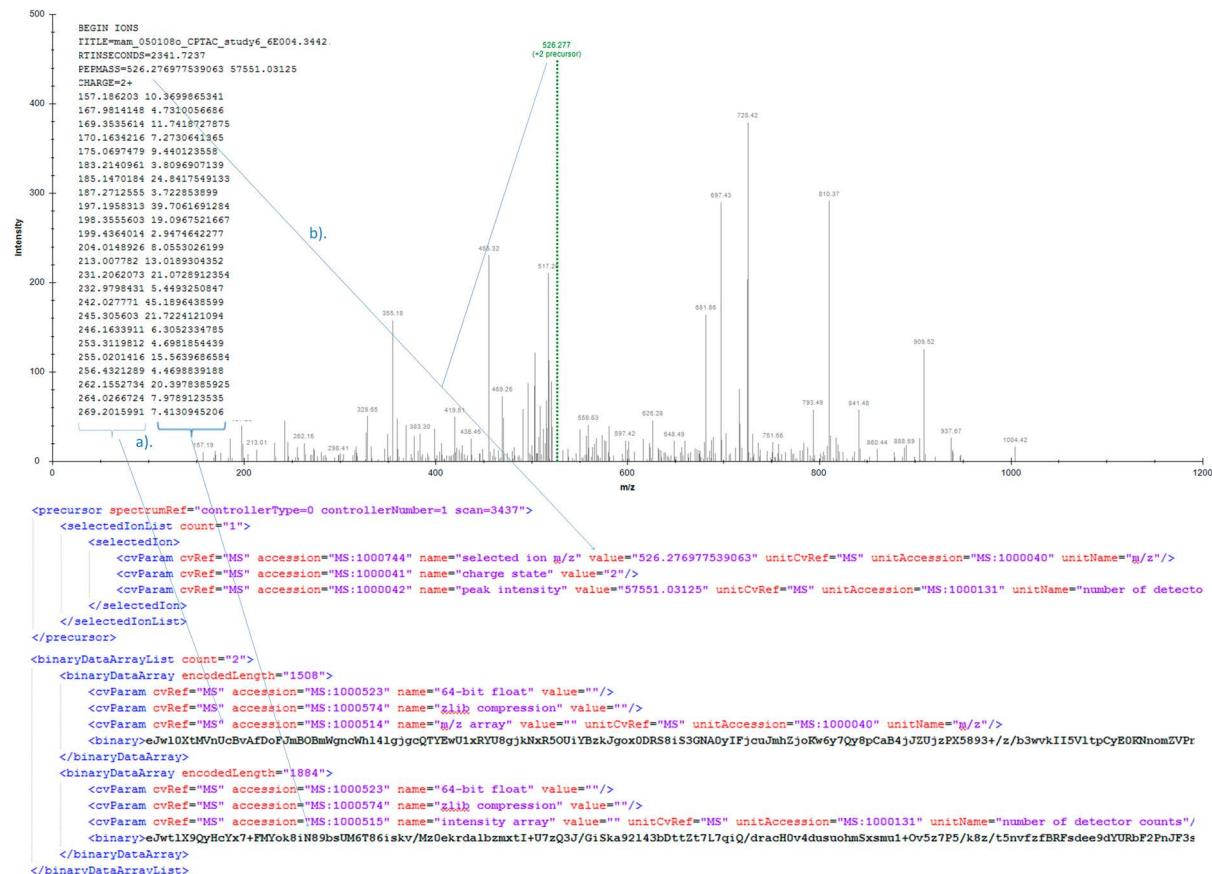 500
BEGIN IONS
TITLE=mam_050108o_CPTAC_study6_6E004.3442.
RTINSECONDS=2341.7237
PEPMASS=526.276977539063 57551.03125
CHARGE=2+
157.186203 10.3699865341
167.9814148 4.7310056686
169.3535614 11.7418727875
170.1634216 7.2730641365
175.0697479 9.440123558
183.2140961 3.8096907139
185.1470184 24.8417549133
187.2712555 3.722853899
197.1958313 39.7061691284
198.3555603 19.0967521667
199.4364014 2.9474642277
204.0148926 8.0553026199
213.007782 13.0189304352
231.2062073 21.0728912354
232.9798431 5.4493250847
242.027771 45.1896438599
245.305603 21.7224121094
246.1633911 6.3052334785
253.3119812 4.6981854439
255.0201416 15.5639686584
256.4321289 4.4698839188
262.1552734 20.3978385925
264.0266724 7.9789123535
269.2015991 7.4130945206
a).
b).
526.277
(+2 precursor)
400
300
200
100
0
Intensity
728.42
697.43
810.37
455.32
517.28
355.18
681.66
909.52
469.26
329.65
419.51
383.30
438.46
157.19
213.01
262.16
298.41
558.63
597.42
626.28
648.49
751.56
793.49
841.48
860.44
888.69
937.67
1004.42
0
200
400
600
800
1000
1200
m/z
<precursor spectrumRef="controllerType=0 controllerNumber=1 scan=3437">
<selectedIonList count="1">
<selectedIon>
<cvParam cvRef="MS" accession="MS:1000744" name="selected ion m/z" value="526.276977539063" unitCvRef="MS" unitAccession="MS:1000040" unitName="m/z"/>
<cvParam cvRef="MS" accession="MS:1000041" name="charge state" value="2"/>
<cvParam cvRef="MS" accession="MS:1000042" name="peak intensity" value="57551.03125" unitCvRef="MS" unitAccession="MS:1000131" unitName="number of detecto
</selectedIon>
</selectedIonList>
</precursor>
<binaryDataArrayList count="2">
<binaryDataArray encodedLength="1508">
<cvParam cvRef="MS" accession="MS:1000523" name="64-bit float" value=""/>
<cvParam cvRef="MS" accession="MS:1000574" name="zlib compression" value=""/>
<cvParam cvRef="MS" accession="MS:1000514" name="m/z array" value="" unitCvRef="MS" unitAccession="MS:1000040" unitName="m/z"/>
<binary>
</binaryDataArray>
<binaryDataArray encodedLength="1884">
<cvParam cvRef="MS" accession="MS:1000523" name="64-bit float" value=""/>
<cvParam cvRef="MS" accession="MS:1000574" name="zlib compression" value=""/>
<cvParam cvRef="MS" accession="MS:1000515" name="intensity array" value="" unitCvRef="MS" unitAccession="MS:1000131" unitName="number of detector counts"/
<binary>
</binaryDataArray>
</binaryDataArrayList>